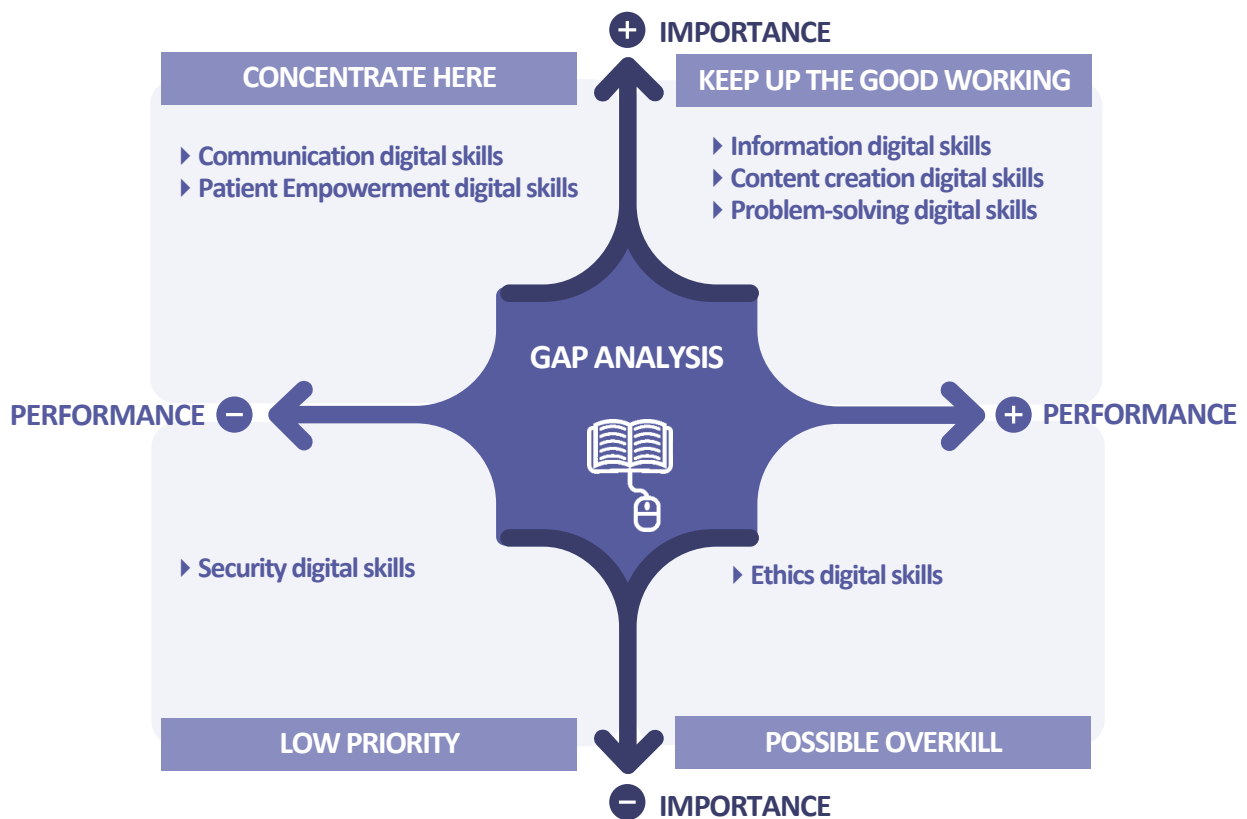 IMPORTANCE
CONCENTRATE HERE
KEEP UP THE GOOD WORKING
Communication digital skills
Patient Empowerment digital skills
Information digital skills
Content creation digital skills
Problem-solving digital skills
GAP ANALYSIS
PERFORMANCE
PERFORMANCE
Security digital skills
Ethics digital skills
LOW PRIORITY
POSSIBLE OVERKILL
IMPORTANCE